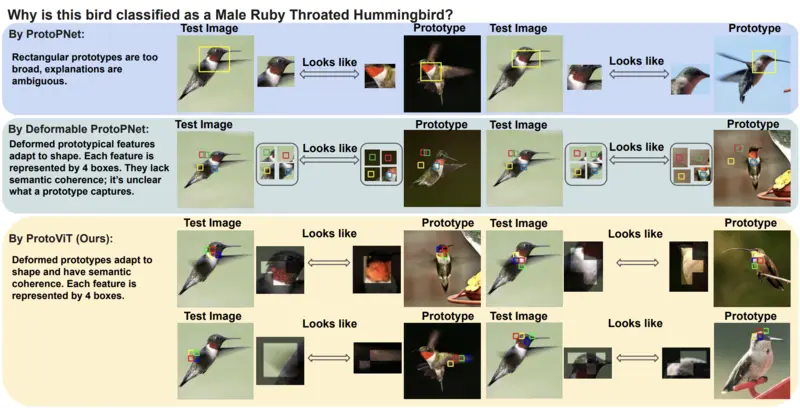 Why is this bird classified as a Male Ruby Throated Hummingbird?
By ProtoPNet:
Rectangular prototypes are too
broad, explanations are
ambiguous.
Test Image
Looks like
Prototype
Test Image
Looks like
Prototype
By Deformable ProtoPNet:
Deformed prototypical features
adapt to shape. Each feature is
represented by 4 boxes. They lack
semantic coherence; it's unclear
what a prototype captures.
Test Image
Looks like
Prototype
Test Image
Looks like
Prototype
By ProtoViT (Ours):
Deformed prototypes adapt to
shape and have semantic
coherence. Each feature is
represented by 4 boxes.
Test Image
Looks like
Prototype
Test Image
Looks like
Prototype
Test Image
Looks like
Prototype
Test Image
Looks like
Prototype